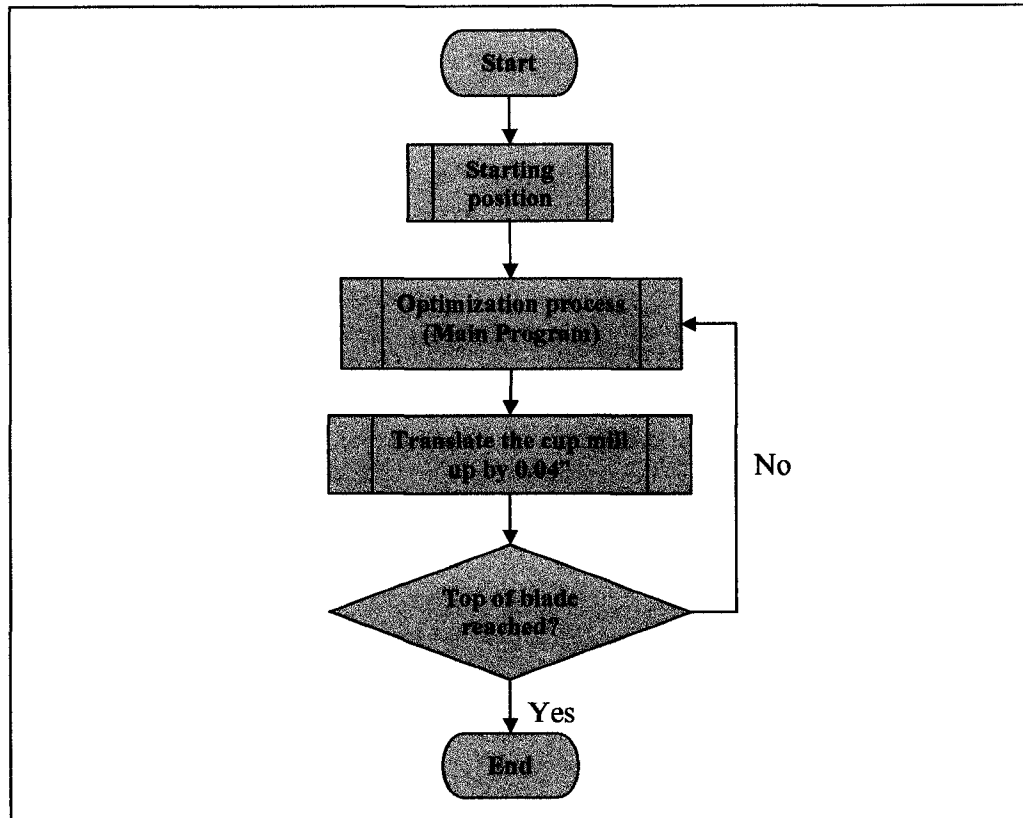 Start
Starting
position
Optimization process
(Main Program)
Translate the cup mill
up by 0.04"
No
Top of blade
reached?
Yes
End